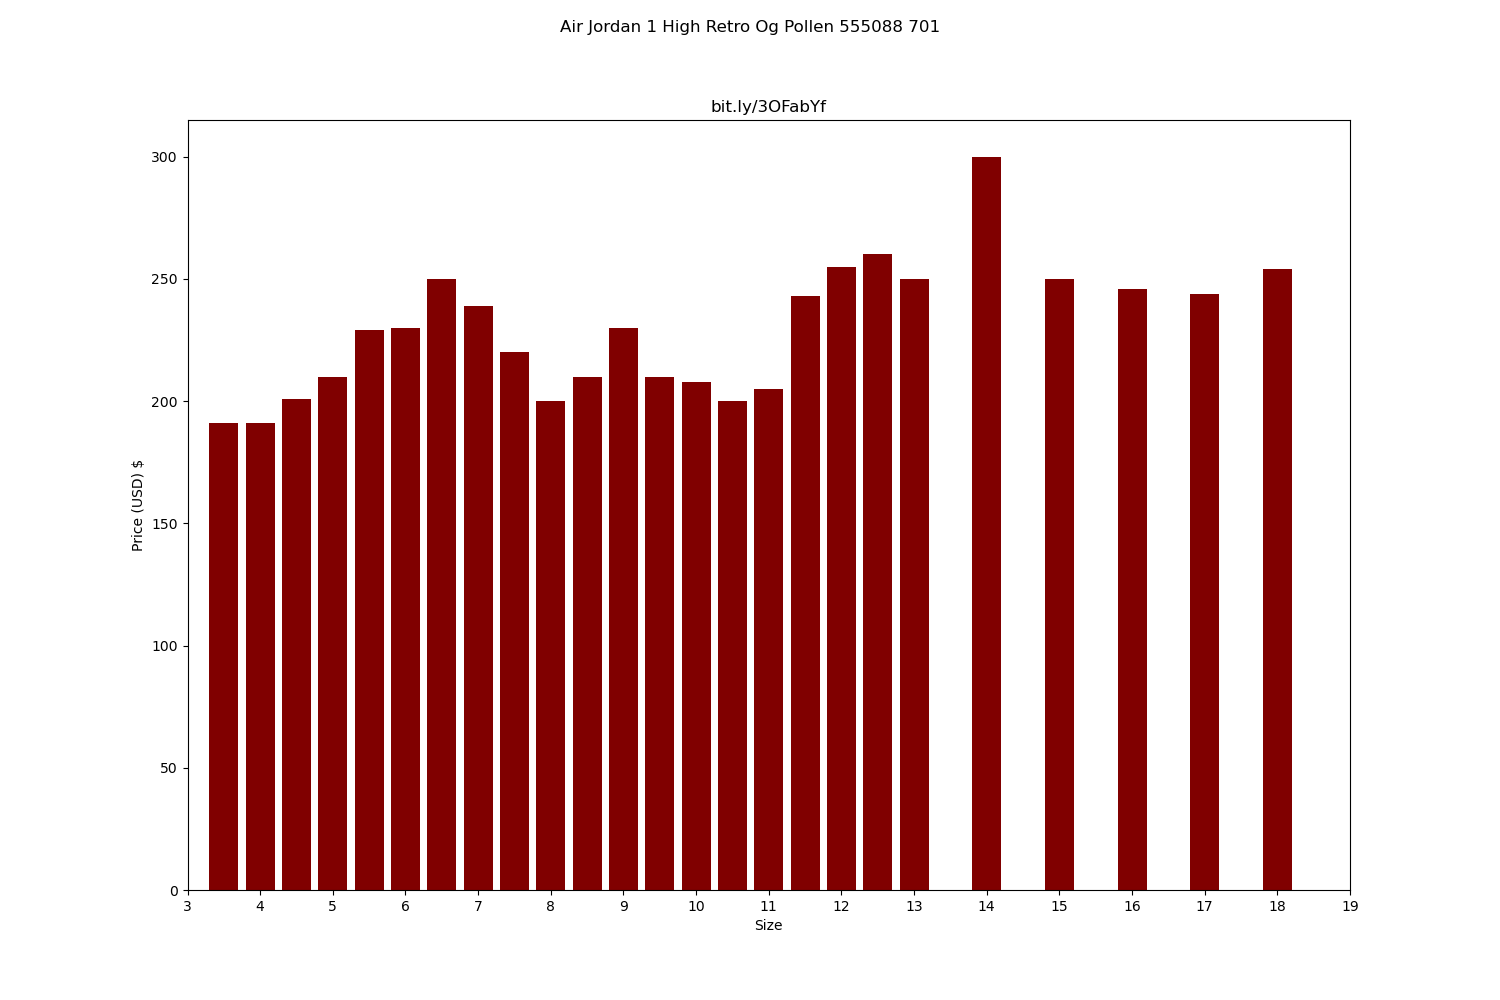 Air Jordan 1 High Retro Og Pollen 555088 701
bit.ly/3OFabYf
300
250
200
150
100
50
0
Price (USD) $
3 4 5 6 7 8 9 10 11 12 13 14 15 16 17 18 19
Size